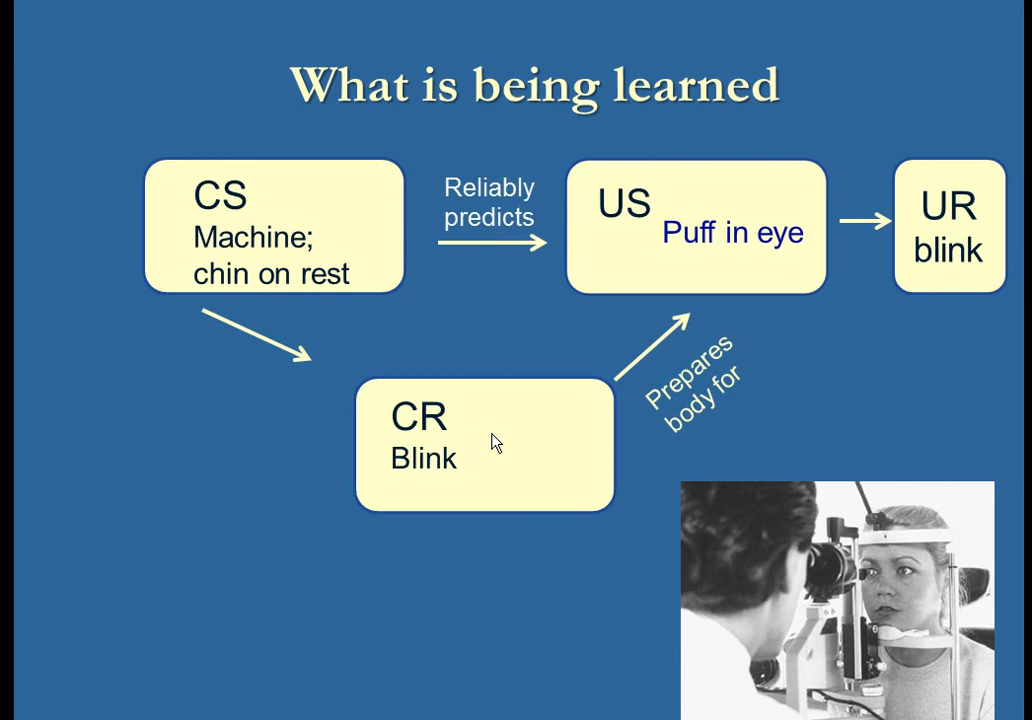 What is being learned
CS
Machine;
chin on rest
Reliably
predicts
US
Puff in eye
UR
blink
CR
Blink
Prepares
body for